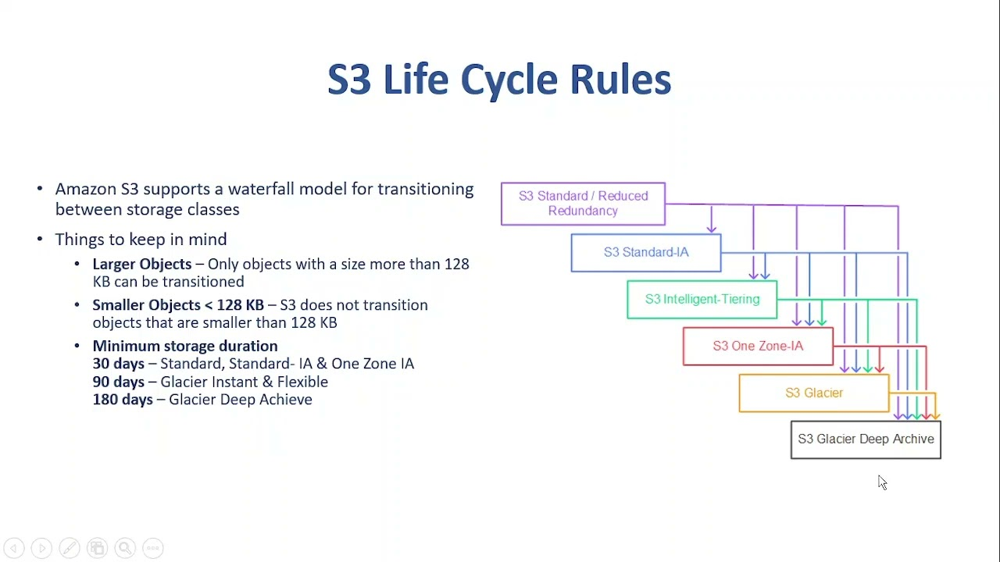 S3 Life Cycle Rules
• Amazon S3 supports a waterfall model for transitioning
between storage classes
• Things to keep in mind
• Larger Objects – Only objects with a size more than 128
KB can be transitioned
• Smaller Objects < 128 KB – S3 does not transition
objects that are smaller than 128 KB
• Minimum storage duration
30 days – Standard, Standard- IA & One Zone IA
90 days – Glacier Instant & Flexible
180 days – Glacier Deep Achieve
S3 Standard / Reduced
Redundancy
S3 Standard-IA
S3 Intelligent-Tiering
S3 One Zone-IA
S3 Glacier
S3 Glacier Deep Archive